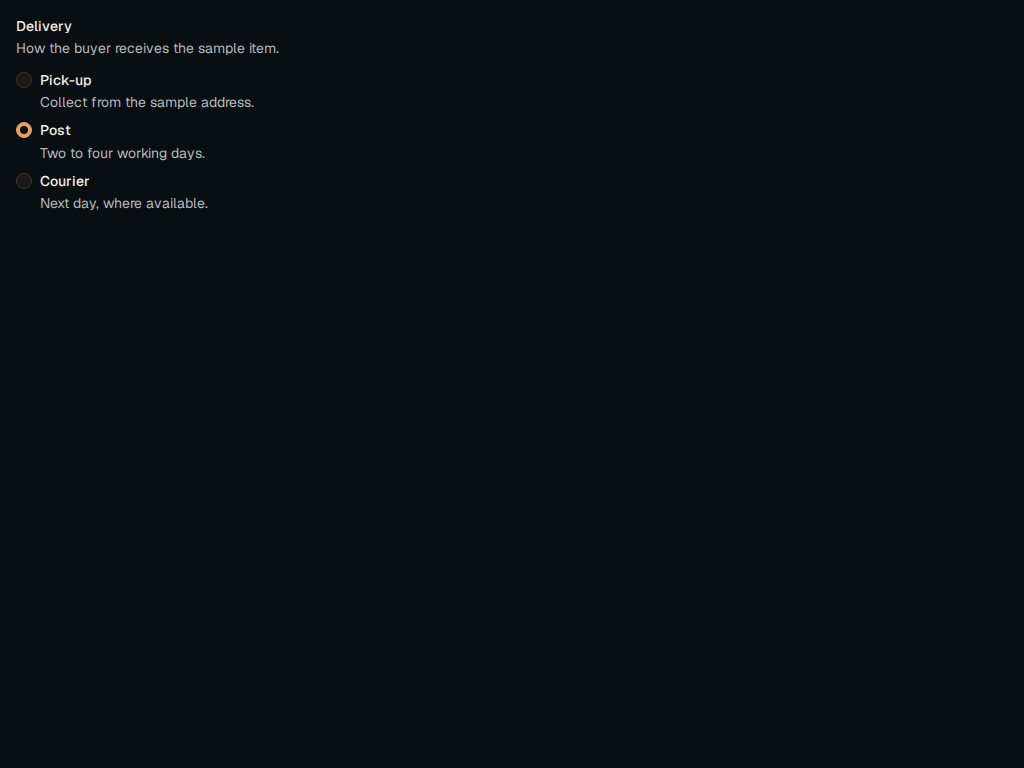 Delivery
How the buyer receives the sample item.
Pick-up
Collect from the sample address.
Post
Two to four working days.
Courier
Next day, where available.